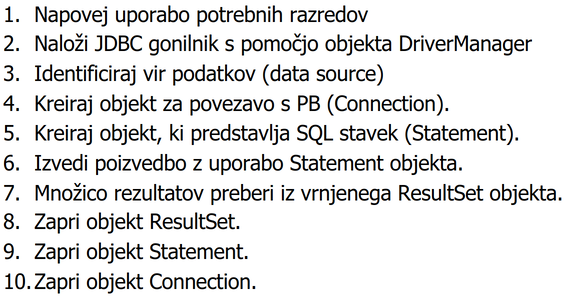 1. Napovej uporabo potrebnih razredov
2. Naloži JDBC gonilnik s pomočjo objekta DriverManager
3. Identificiraj vir podatkov (data source)
4. Kreiraj objekt za povezavo s PB (Connection).
5. Kreiraj objekt, ki predstavlja SQL stavek (Statement).
6. Izvedi poizvedbo z uporabo Statement objekta.
7. Množico rezultatov preberi iz vrnjenega ResultSet objekta.
8. Zapri objekt ResultSet.
9. Zapri objekt Statement.
10. Zapri objekt Connection.